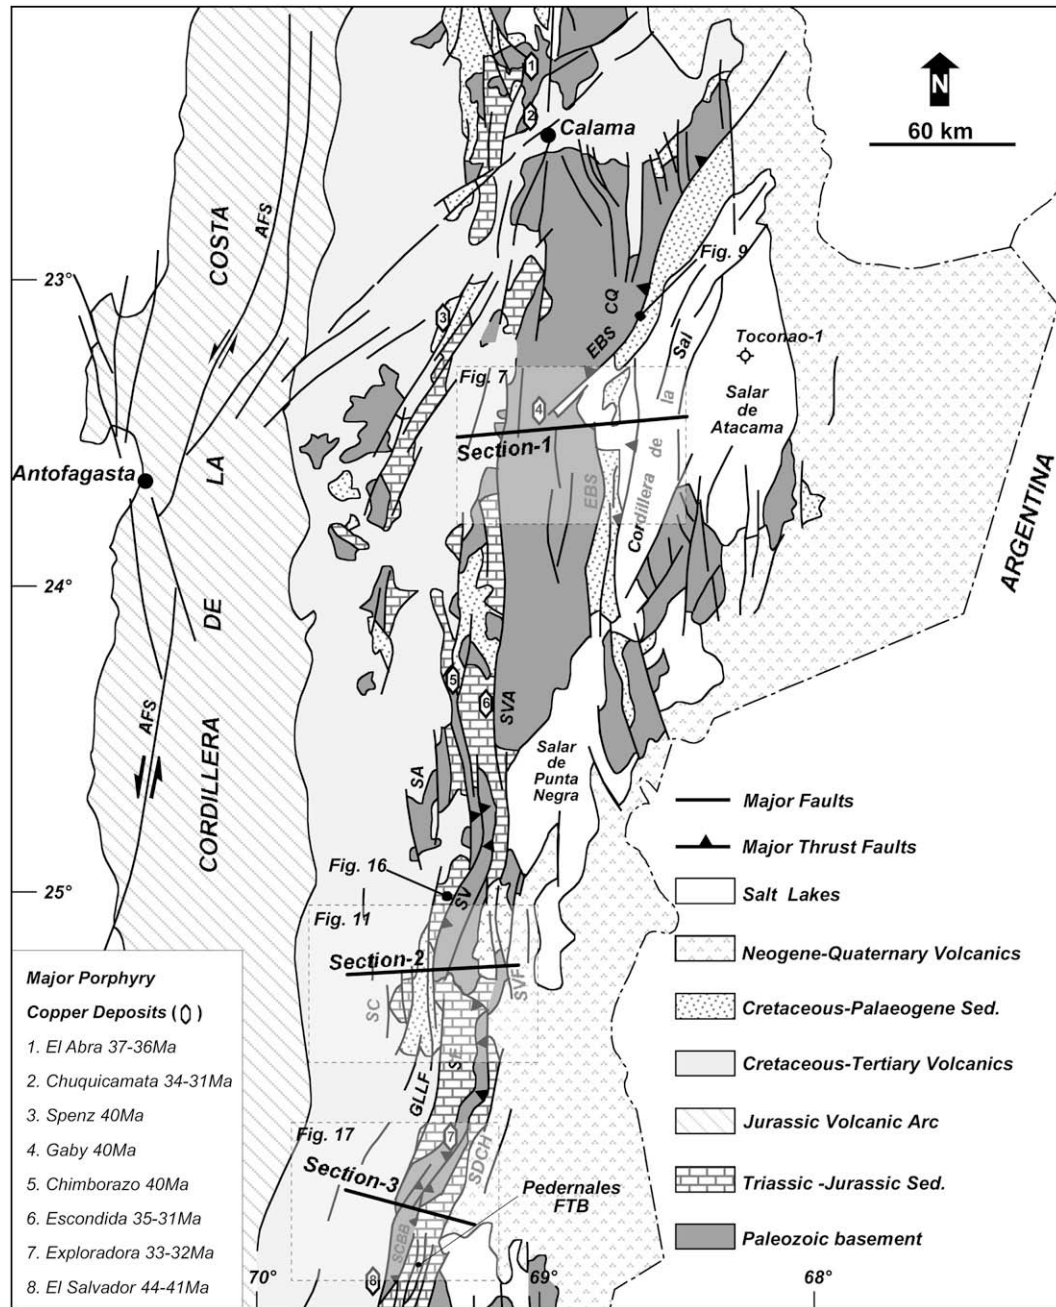 1
2
Calama
N
60 km
COSTA
AFS
Fig. 9
23°
3
CQ
EBS
Sal
Toconao-1
Fig. 7
la
4
Salar
de
Atacama
Section-1
de
Antofagasta
LA
EBS
Cordillera
ARGENTINA
24°
DE
5
6
SVA
AFS
SA
Salar
de
Punta
Negra
CORDILLERA
Major Faults
Major Thrust Faults
Fig. 16
25°
SV
Salt Lakes
Fig. 11
Section-2
SVF
Neogene-Quaternary Volcanics
Major Porphyry
Copper Deposits ( )
SC
Cretaceous-Palaeogene Sed.
1. El Abra 37-36Ma
SE
Cretaceous-Tertiary Volcanics
2. Chuquicamata 34-31Ma
GLLF
3. Spenz 40Ma
Fig. 17
7
Jurassic Volcanic Arc
4. Gaby 40Ma
SDCH
Section-3
5. Chimborazo 40Ma
Triassic -Jurassic Sed.
Pedernales
FTB
6. Escondida 35-31Ma
SCBB
Paleozoic basement
7. Exploradora 33-32Ma
8. El Salvador 44-41Ma
8
70°
69°
68°